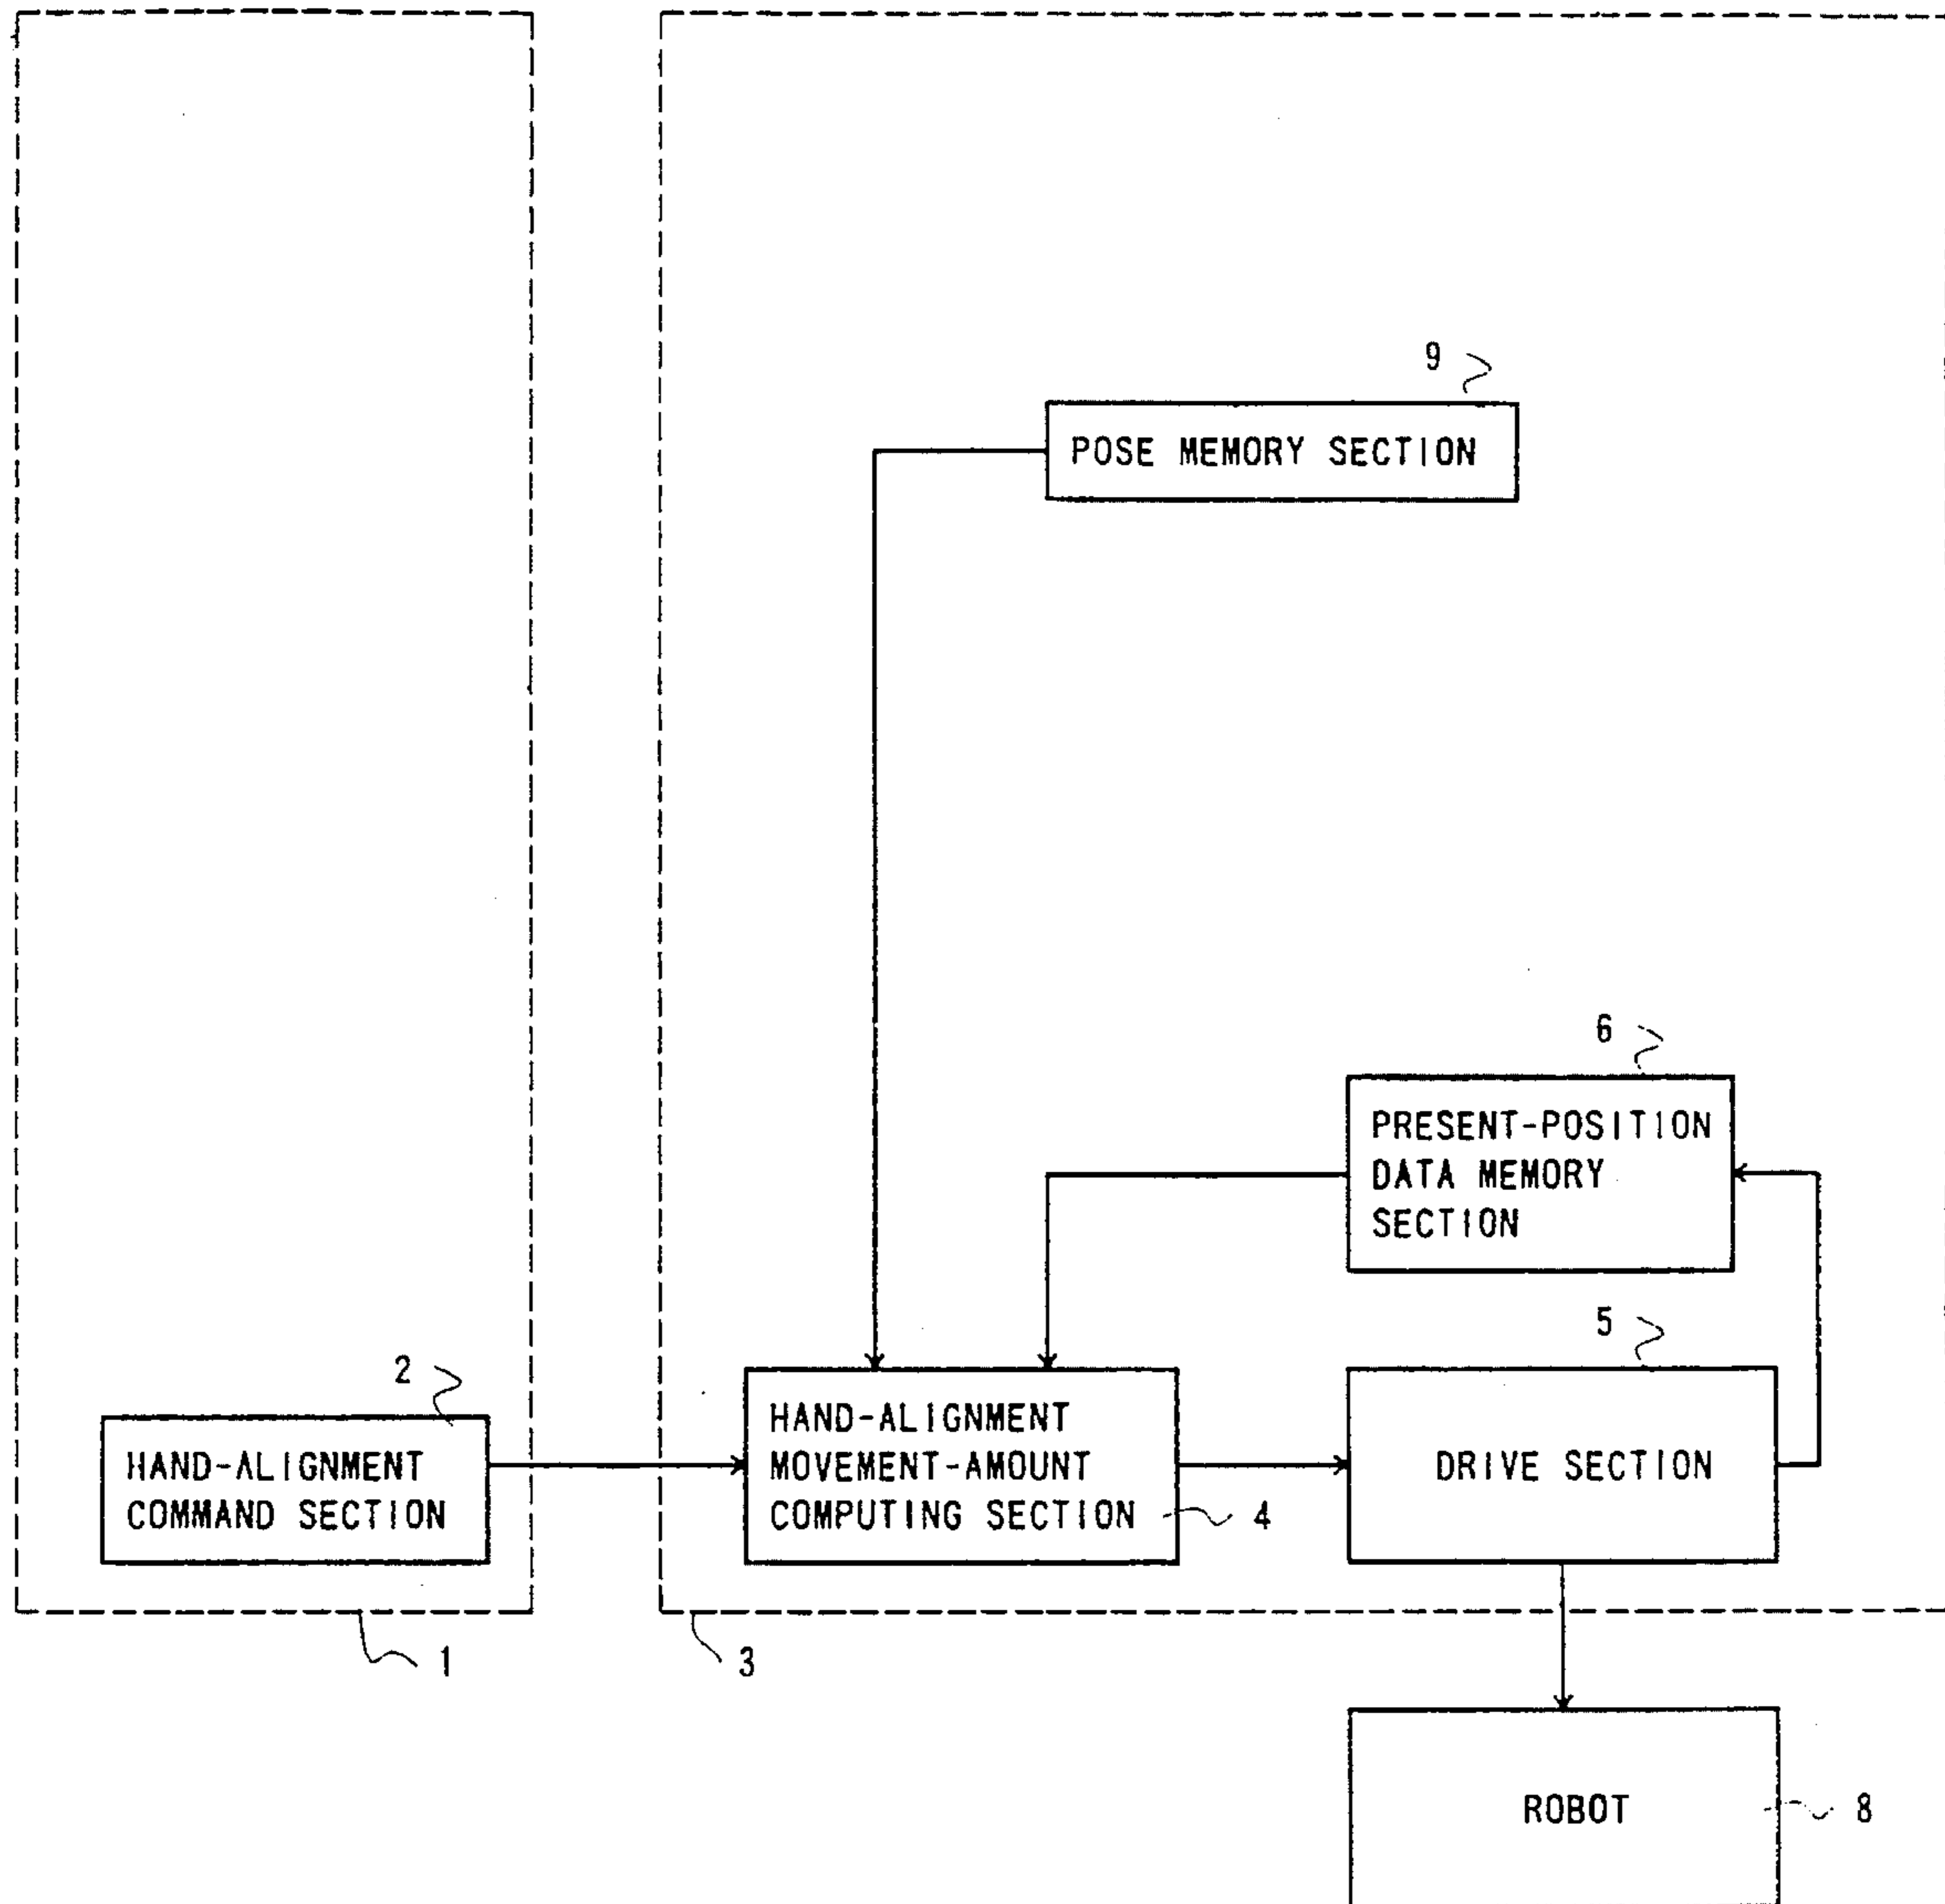 9
POSE MEMORY SECTION
6
PRESENT-POSITION
DATA MEMORY
SECTION
5
2
HAND-ALIGNMENT
COMMAND SECTION
HAND-ALIGNMENT
MOVEMENT-AMOUNT
COMPUTING SECTION
4
DRIVE SECTION
1
3
ROBOT
8